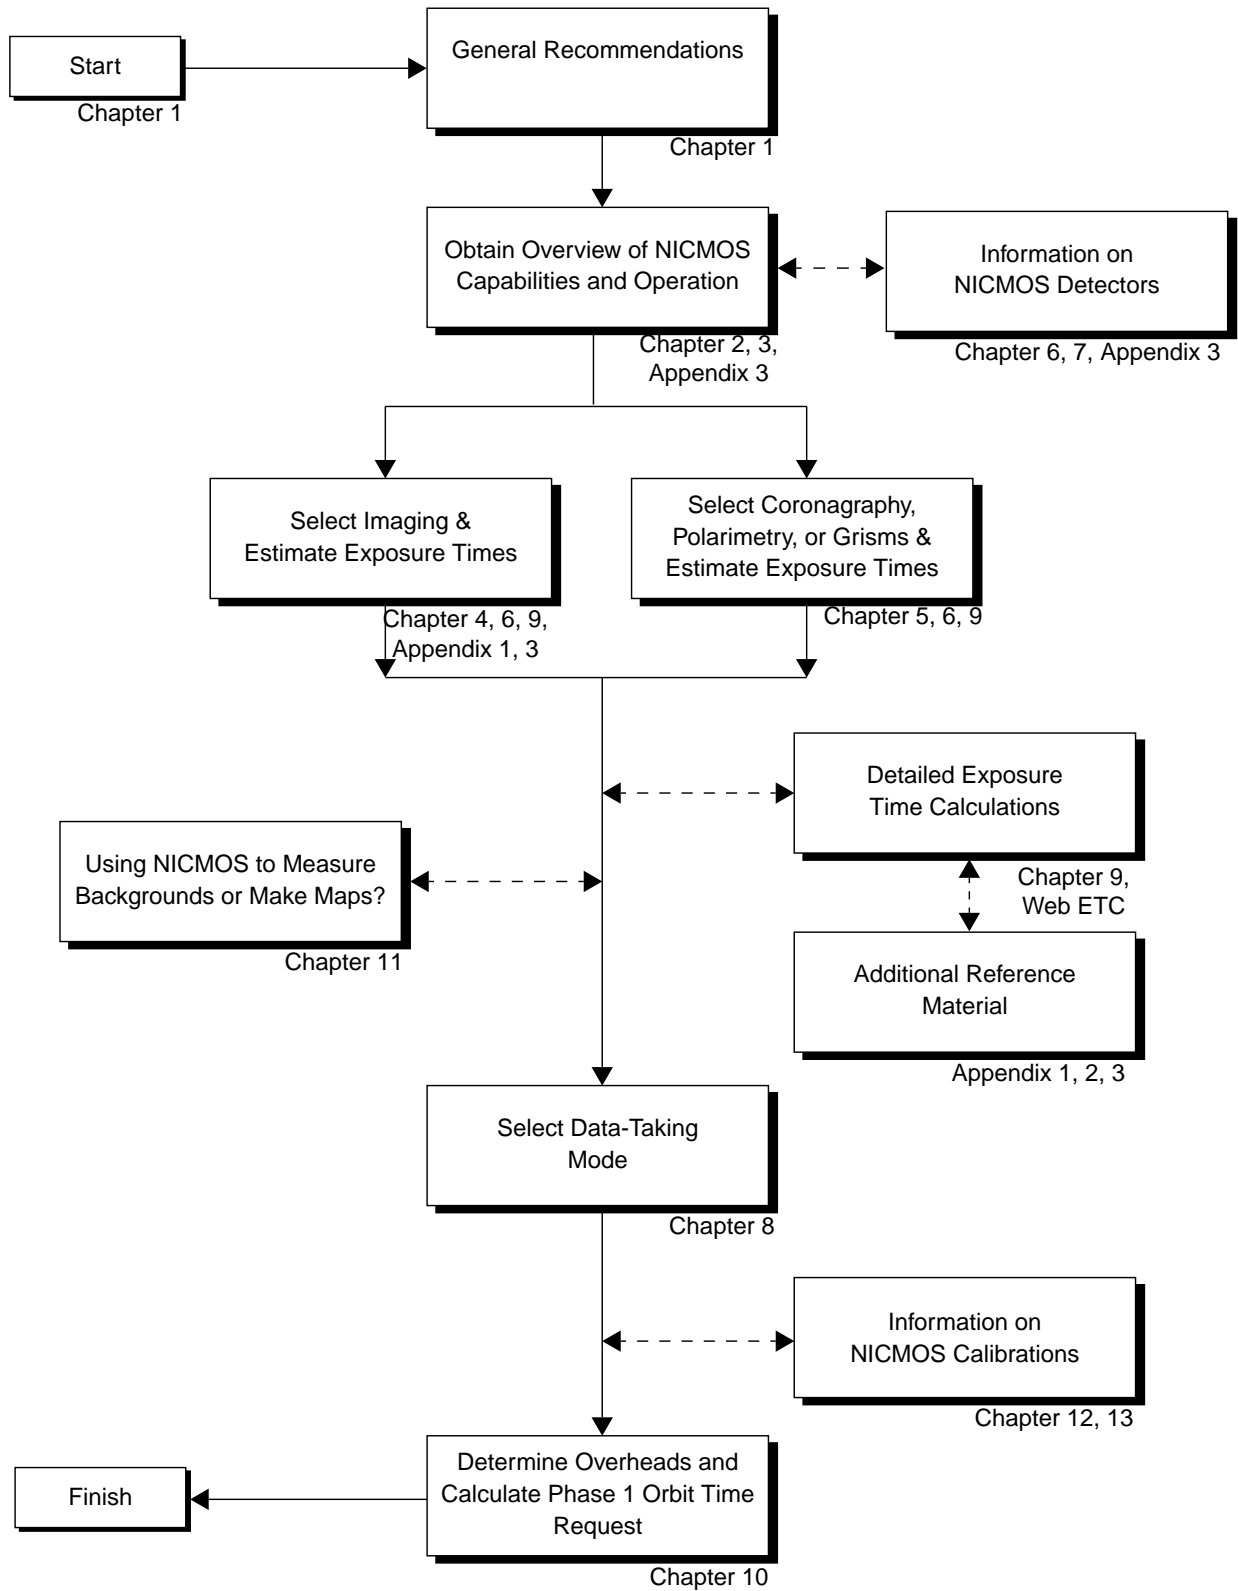 Start
Chapter 1
General Recommendations
Chapter 1
Obtain Overview of NICMOS
Capabilities and Operation
Chapter 2, 3,
Appendix 3
Information on
NICMOS Detectors
Chapter 6, 7, Appendix 3
Select Imaging &
Estimate Exposure Times
Chapter 4, 6, 9,
Appendix 1, 3
Select Coronagraphy,
Polarimetry, or Grisms &
Estimate Exposure Times
Chapter 5, 6, 9
Detailed Exposure
Time Calculations
Chapter 9,
Web ETC
Using NICMOS to Measure
Backgrounds or Make Maps?
Chapter 11
Additional Reference
Material
Appendix 1, 2, 3
Select Data-Taking
Mode
Chapter 8
Information on
NICMOS Calibrations
Chapter 12, 13
Determine Overheads and
Calculate Phase 1 Orbit Time
Request
Chapter 10
Finish